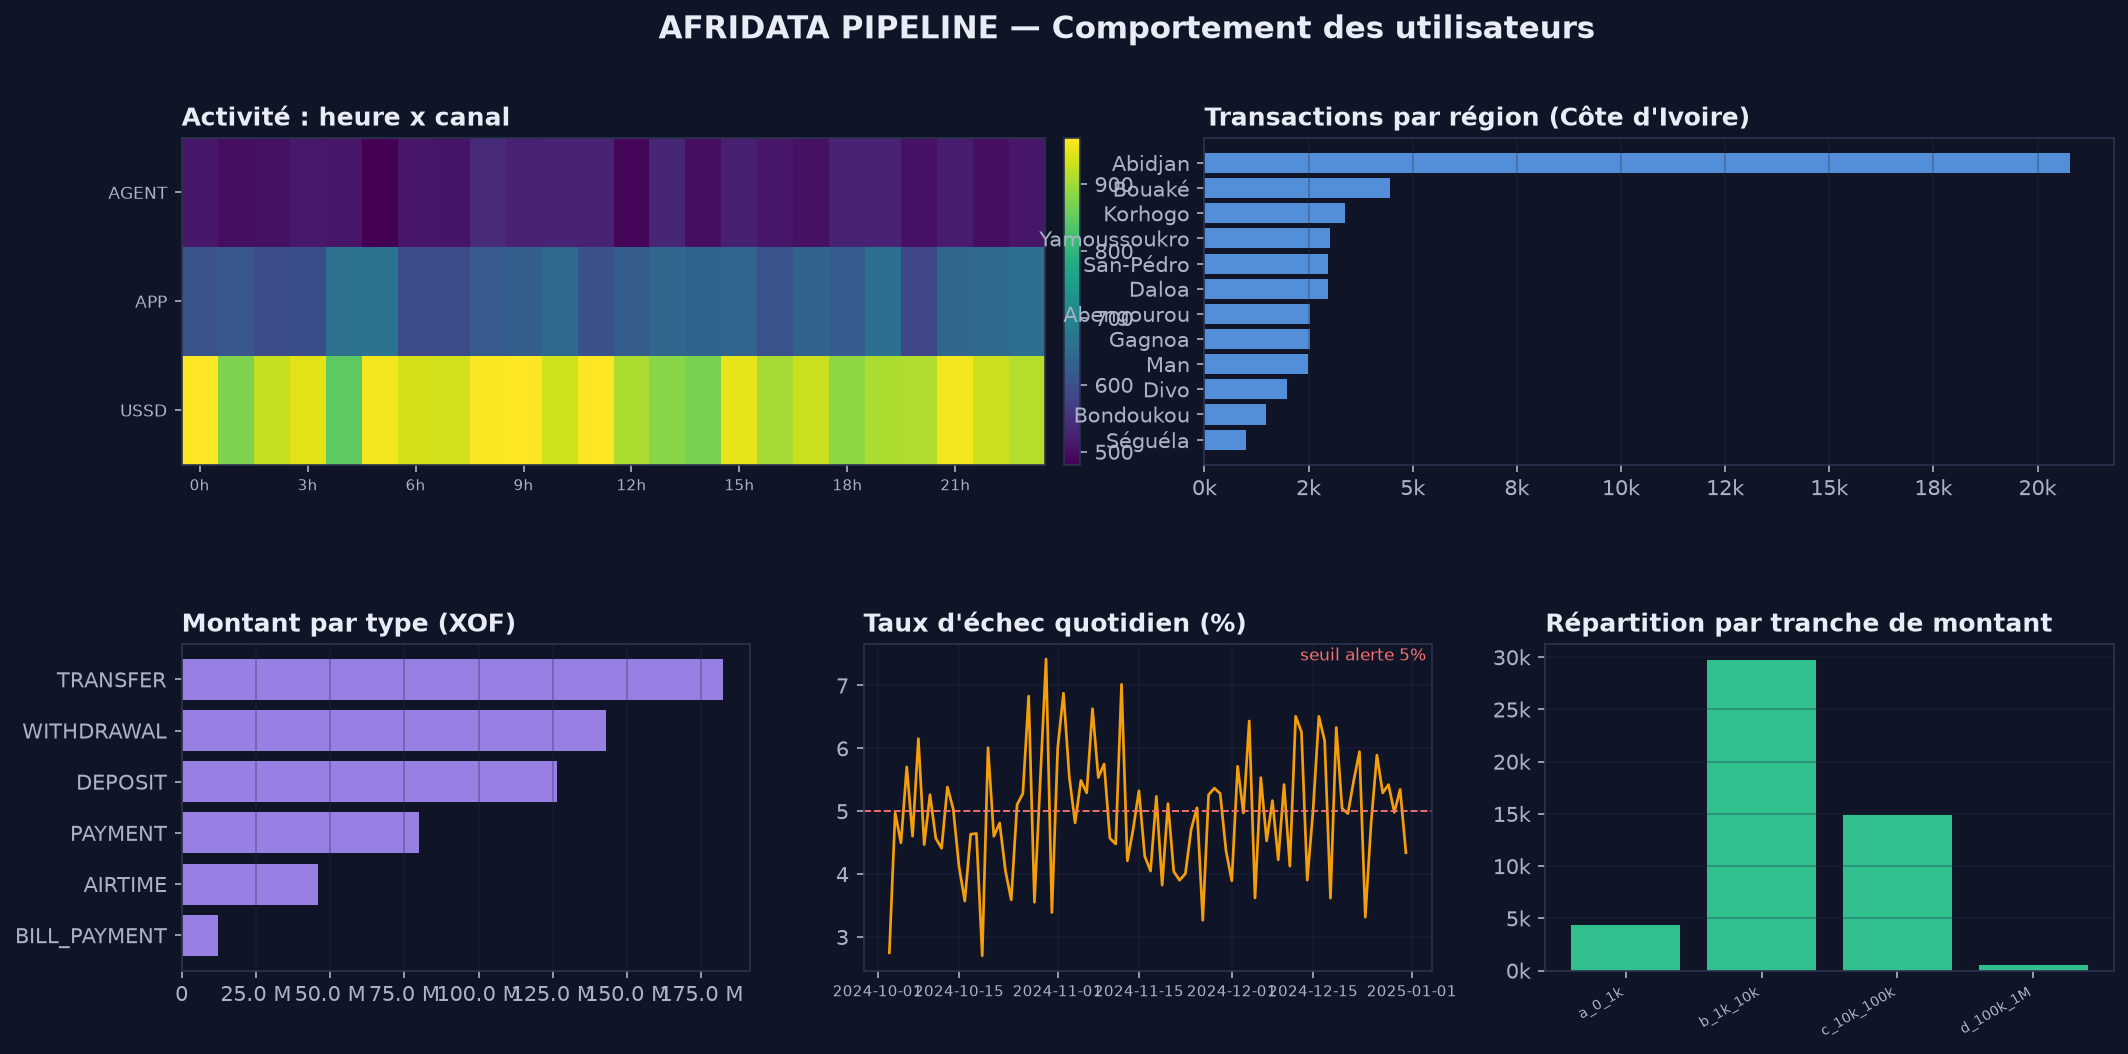 AFRIDATA PIPELINE — Comportement des utilisateurs
Activité : heure x canal
AGENT
APP
USSD
0h 3h 6h 9h 12h 15h 18h 21h
900
800
700
600
500
Transactions par région (Côte d'Ivoire)
Abidjan
Bouaké
Korhogo
Yamoussoukro
San-Pédro
Daloa
Abengourou
Gagnoa
Man
Divo
Bondoukou
Séguéla
0k 2k 5k 8k 10k 12k 15k 18k 20k
Montant par type (XOF)
TRANSFER
WITHDRAWAL
DEPOSIT
PAYMENT
AIRTIME
BILL_PAYMENT
0 25.0 M 50.0 M 75.0 M 100.0 M 125.0 M 150.0 M 175.0 M
Taux d'échec quotidien (%)
seuil alerte 5%
7
6
5
4
3
2024-10-01 2024-10-15 2024-11-01 2024-11-15 2024-12-01 2024-12-15 2025-01-01
Répartition par tranche de montant
30k
25k
20k
15k
10k
5k
0k
a_0_1k b_1k_10k c_10k_100k d_100k_1M